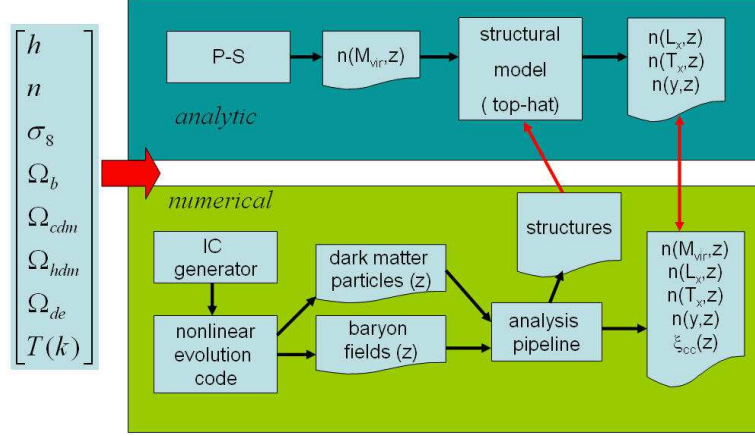 h
n
σ8
Ωb
Ωcdm
Ωhdm
Ωde
T(k)
P-S
n(Mvir,z)
structural
model
( top-hat)
n(Lx,z)
n(Tx,z)
n(y,z)
analytic
numerical
IC
generator
nonlinear
evolution
code
dark matter
particles (z)
baryon
fields (z)
structures
analysis
pipeline
n(Mvir,z)
n(Lx,z)
n(Tx,z)
n(y,z)
ξcc(z)